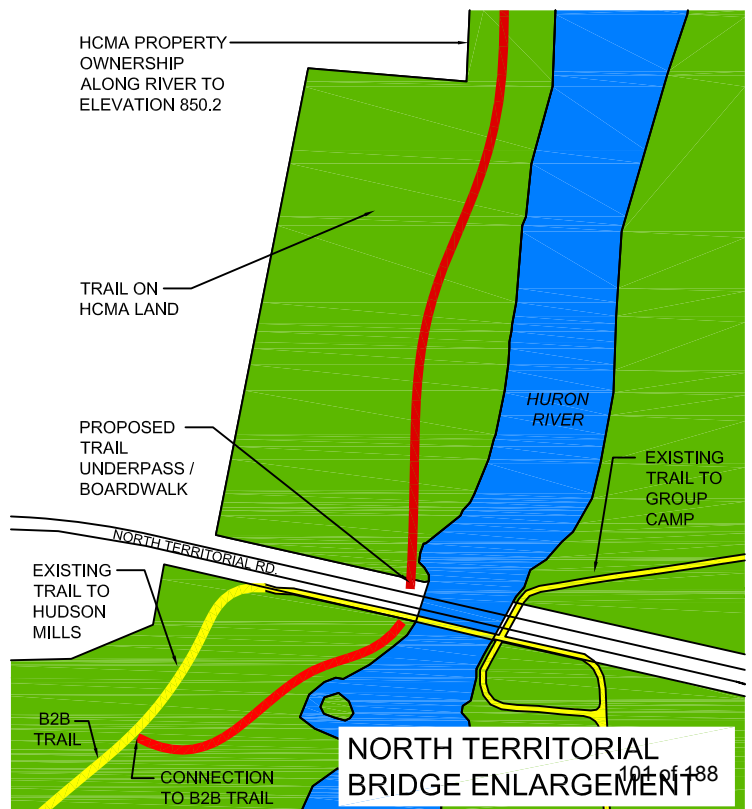 HCMA PROPERTY
OWNERSHIP
ALONG RIVER TO
ELEVATION 850.2
TRAIL ON
HCMA LAND
HURON
RIVER
PROPOSED
TRAIL
UNDERPASS /
BOARDWALK
EXISTING
TRAIL TO
GROUP
CAMP
NORTH TERRITORIAL RD.
EXISTING
TRAIL TO
HUDSON
MILLS
B2B
TRAIL
CONNECTION
TO B2B TRAIL
NORTH TERRITORIAL
BRIDGE ENLARGEMENT
101 of 188